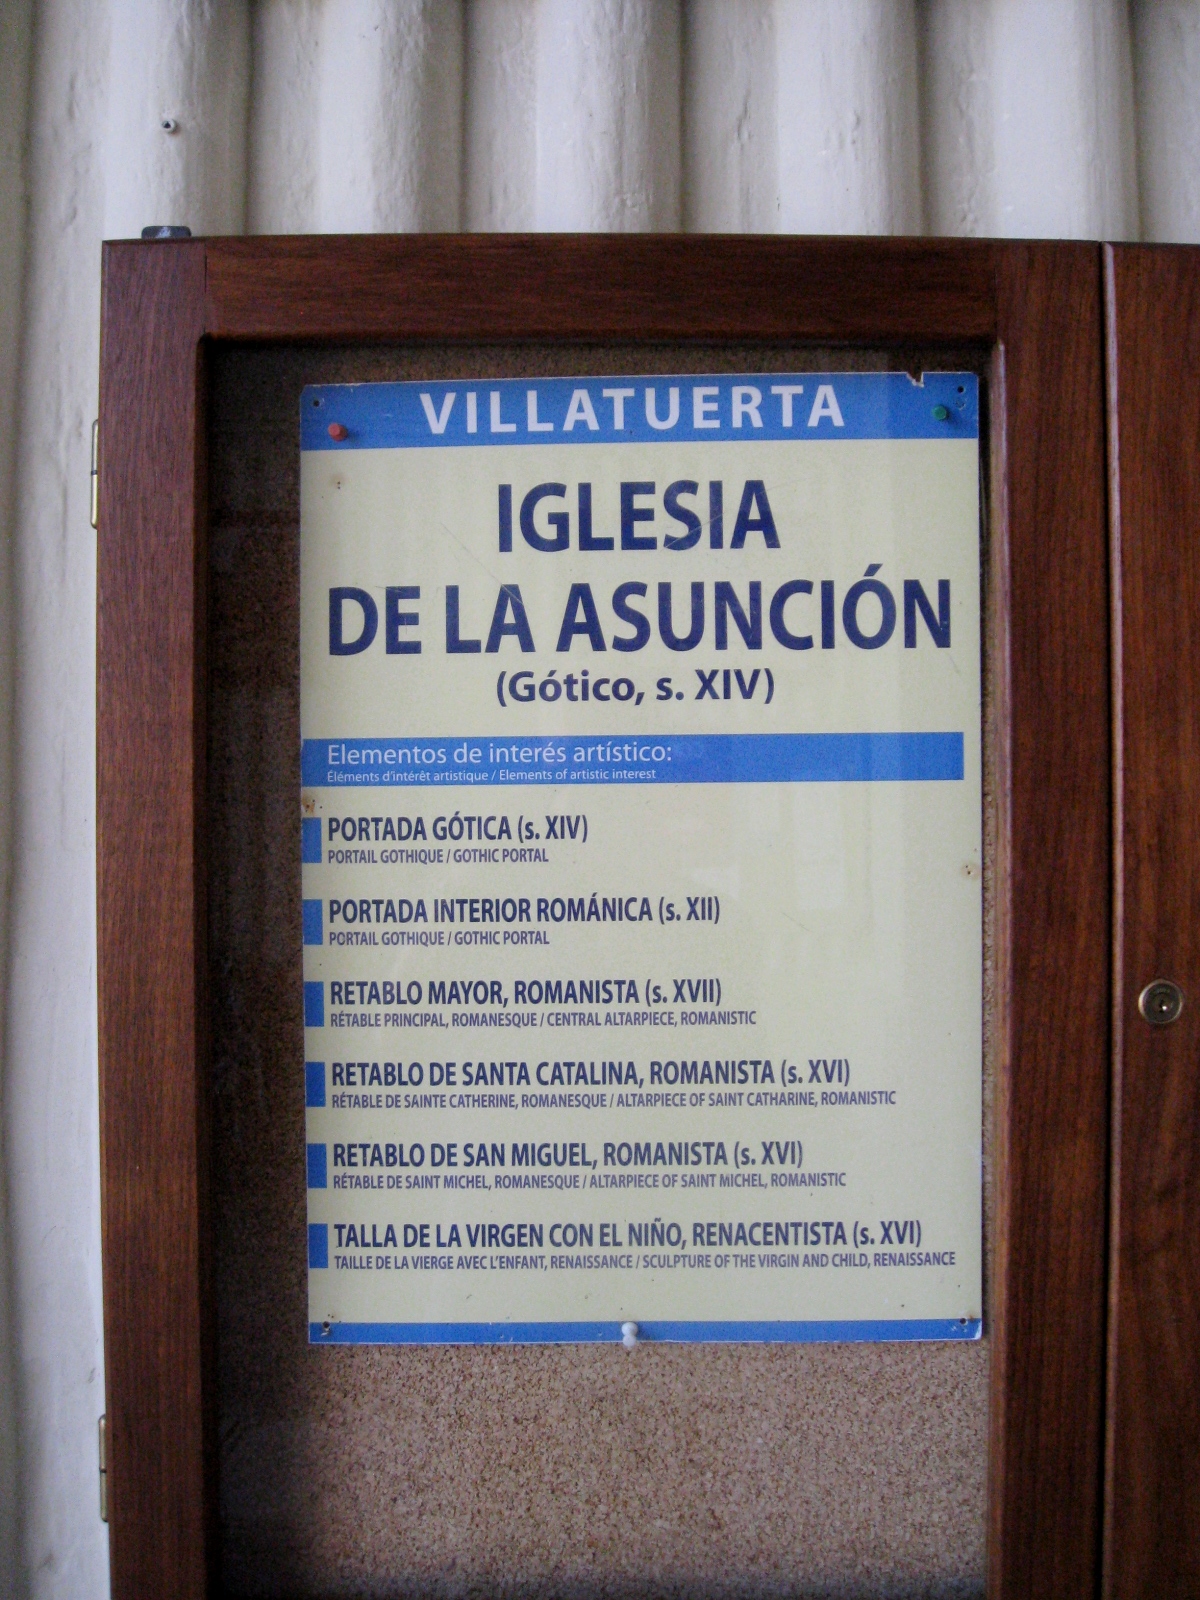 VILLATUERTA
IGLESIA
DE LA ASUNCIÓN
(Gótico, s. XIV)
Elementos de interés artístico:
Éléments d'intérêt artistique / Elements of artistic interest
PORTADA GÓTICA (s. XIV)
PORTAIL GOTHIQUE / GOTHIC PORTAL
PORTADA INTERIOR ROMÁNICA (s. XII)
PORTAIL GOTHIQUE / GOTHIC PORTAL
RETABLO MAYOR, ROMANISTA (s. XVII)
RÉTABLE PRINCIPAL, ROMANESQUE / CENTRAL ALTARPIECE, ROMANISTIC
RETABLO DE SANTA CATALINA, ROMANISTA (s. XVI)
RÉTABLE DE SAINTE CATHERINE, ROMANESQUE / ALTARPIECE OF SAINT CATHARINE, ROMANISTIC
RETABLO DE SAN MIGUEL, ROMANISTA (s. XVI)
RÉTABLE DE SAINT MICHEL, ROMANESQUE / ALTARPIECE OF SAINT MICHEL, ROMANISTIC
TALLA DE LA VIRGEN CON EL NIÑO, RENACENTISTA (s. XVI)
TAILLE DE LA VIERGE AVEC L'ENFANT, RENAISSANCE / SCULPTURE OF THE VIRGIN AND CHILD, RENAISSANCE